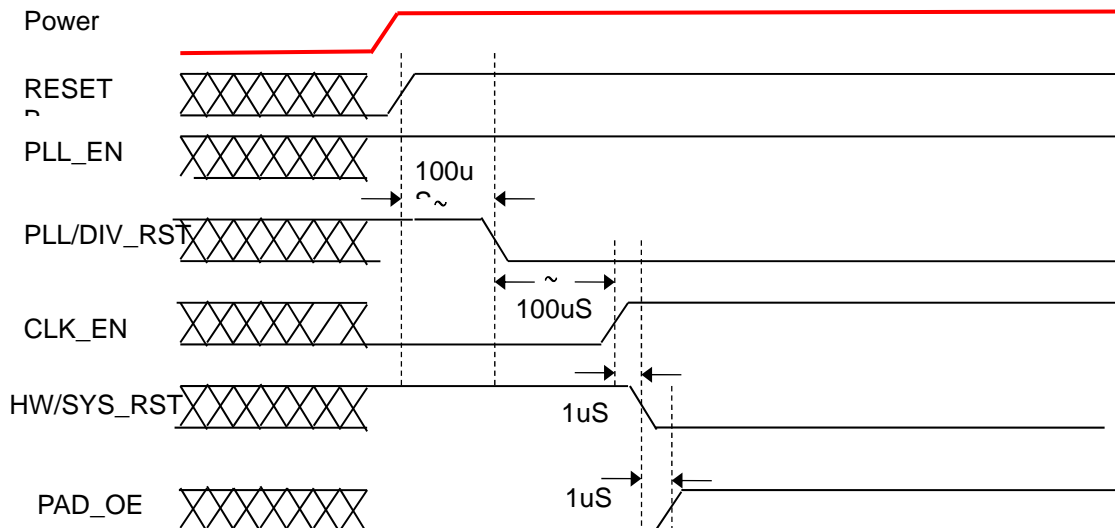 Power
RESET
PLL_EN
100u
~
PLL/DIV_RST
~
100uS
CLK_EN
HW/SYS_RST
1uS
1uS
PAD_OE